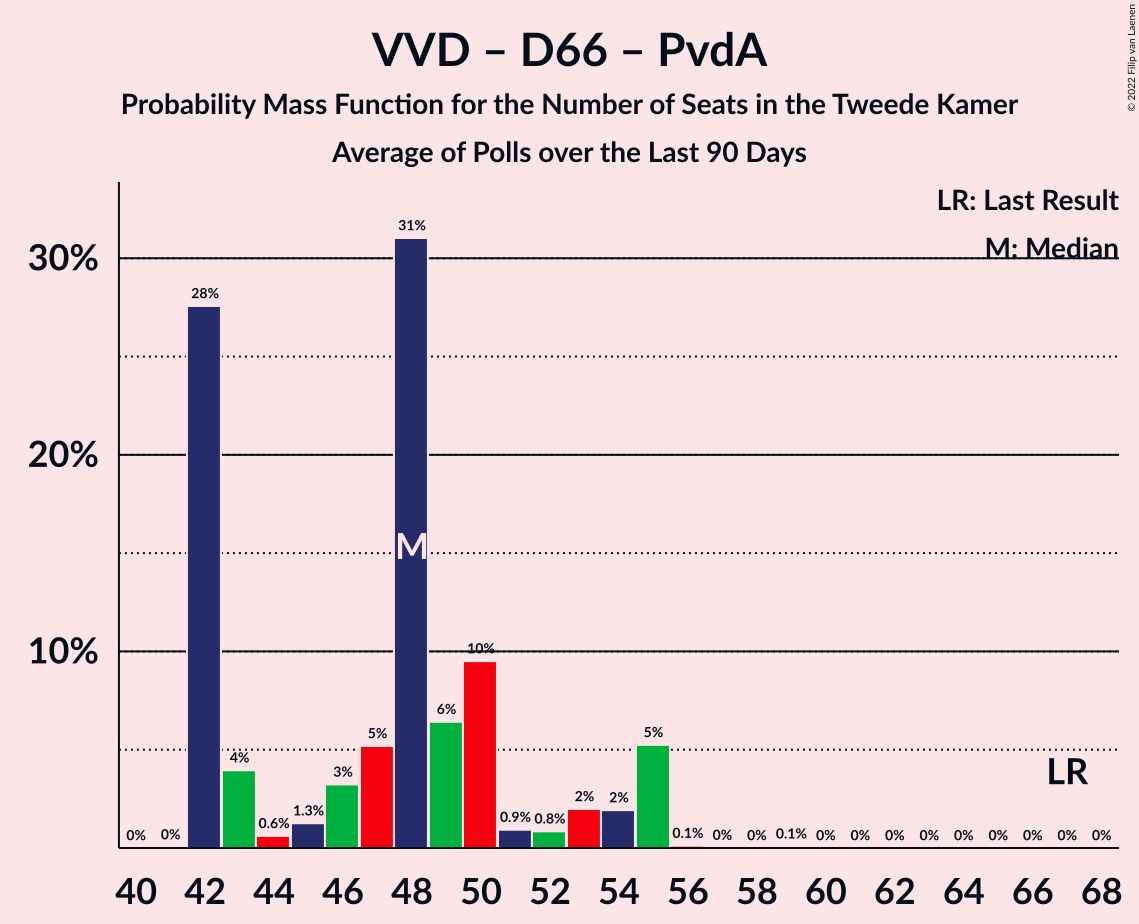 VVD – D66 – PvdA
Probability Mass Function for the Number of Seats in the Tweede Kamer
Average of Polls over the Last 90 Days
© 2022 Filip van Laenen
LR: Last Result
M: Median
30%
20%
10%
0% 0% 28% 4% 0.6% 1.3% 3% 5% 31% 6% 10% 0.9% 0.8% 2% 2% 5% 0.1% 0% 0% 0.1% 0% 0% 0% 0% 0% 0% 0% 0% 0%
M
LR
40 42 44 46 48 50 52 54 56 58 60 62 64 66 68